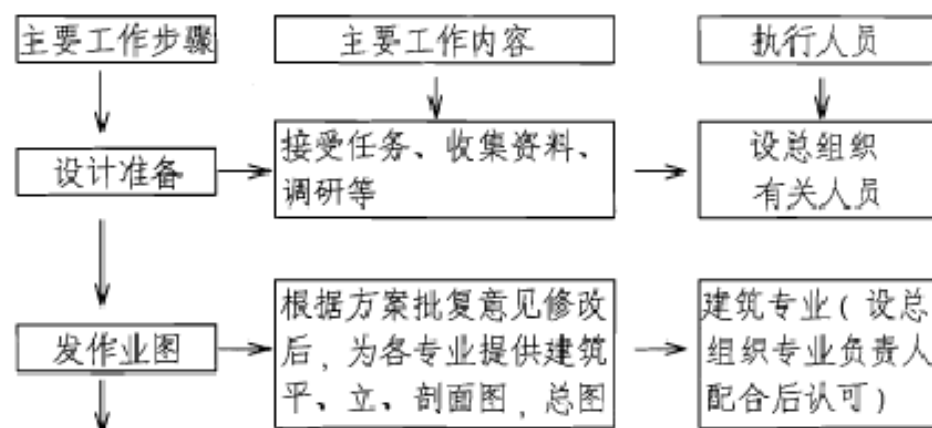 主要工作步骤
主要工作内容
执行人员
设计准备
接受任务、收集资料、
调研等
设总组织
有关人员
发作业图
根据方案批复意见修改
后，为各专业提供建筑
平、立、剖面图，总图
建筑专业(设总
组织专业负责人
配合后认可)